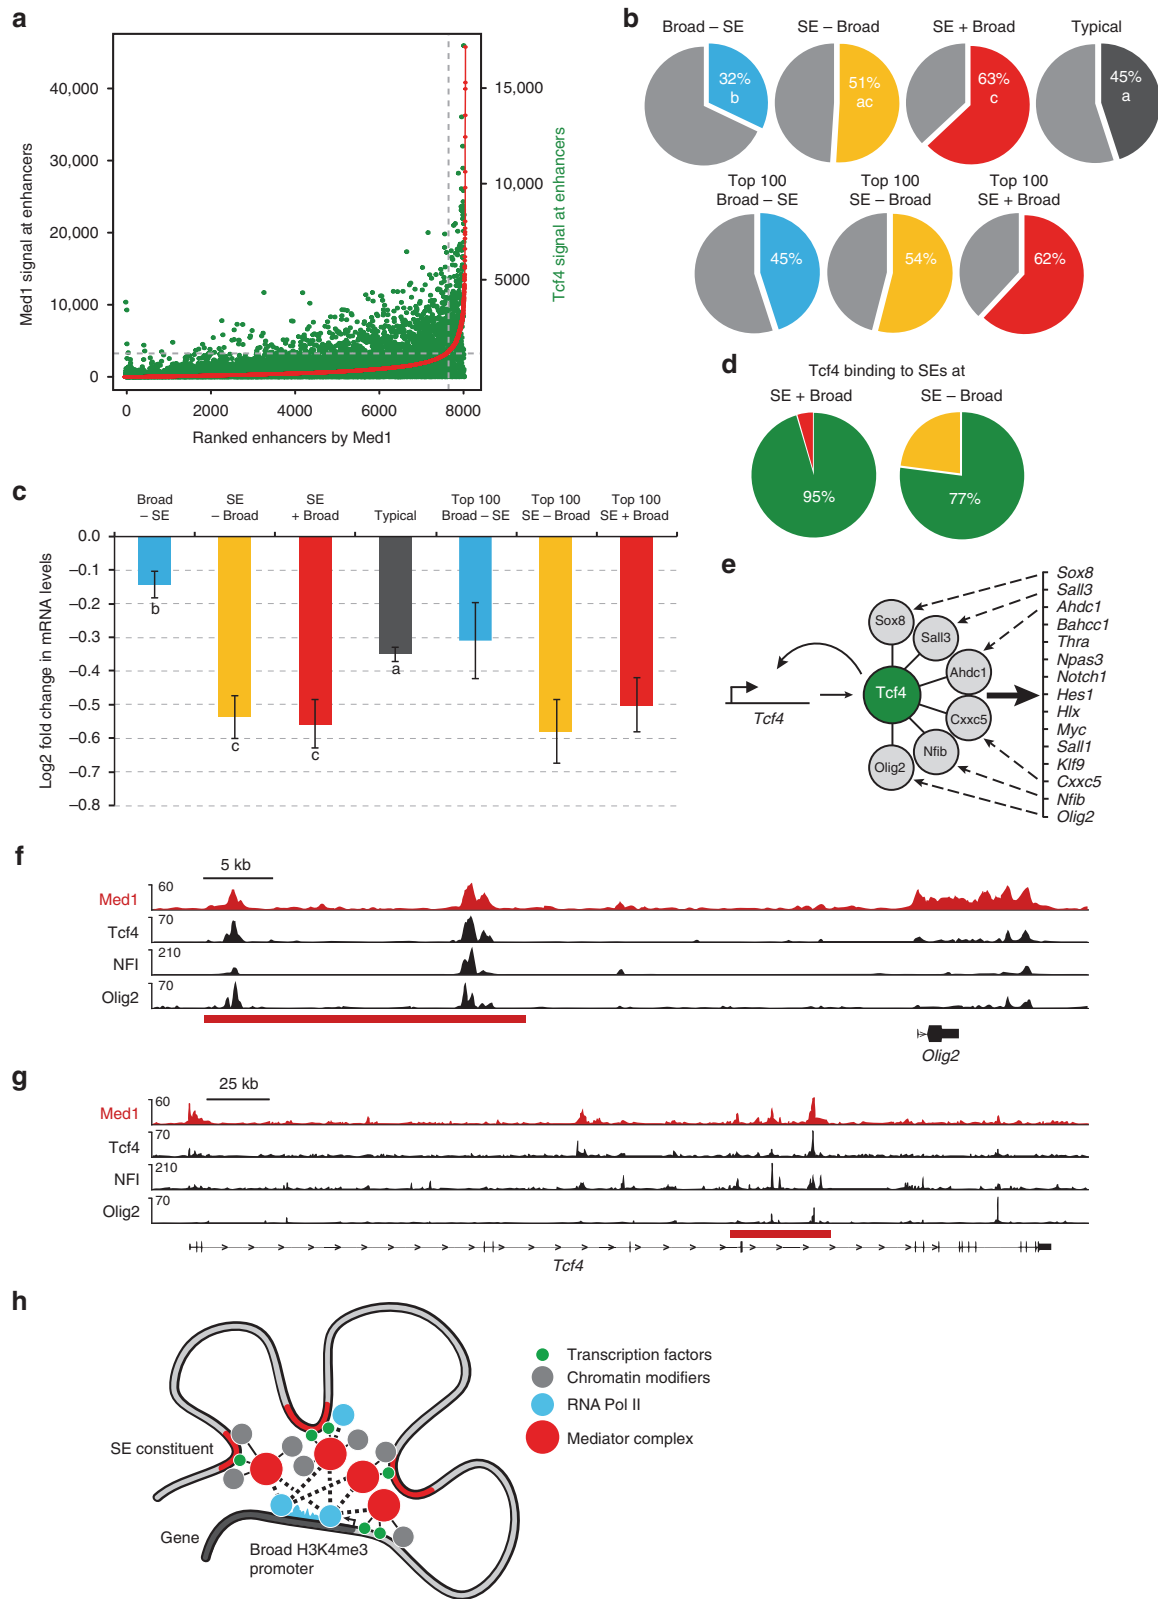 a
Med1 signal at enhancers
40,000
30,000
20,000
10,000
0
15,000
10,000
5000
Tcf4 signal at enhancers
0
2000
4000
6000
8000
Ranked enhancers by Med1
b
Broad – SE
SE – Broad
SE + Broad
Typical
32%
b
51%
ac
63%
c
45%
a
Top 100
Broad – SE
Top 100
SE – Broad
Top 100
SE + Broad
45%
54%
62%
d
Tcf4 binding to SEs at
SE + Broad
SE – Broad
95%
77%
c
Broad
– SE
SE
– Broad
SE
+ Broad
Typical
Top 100
Broad – SE
Top 100
SE – Broad
Top 100
SE + Broad
Log2 fold change in mRNA levels
0.0
–0.1
–0.2
–0.3
–0.4
–0.5
–0.6
–0.7
–0.8
b
c
c
a
e
Tcf4
Tcf4
Sox8
Sall3
Ahdc1
Cxxc5
Nfib
Olig2
Sox8
Sall3
Ahdc1
Bahcc1
Thra
Npas3
Notch1
Hes1
Hlx
Myc
Sall1
Klf9
Cxxc5
Nfib
Olig2
f
5 kb
Med1
60
Tcf4
70
NFI
210
Olig2
70
Olig2
g
25 kb
Med1
60
Tcf4
70
NFI
210
Olig2
70
Tcf4
h
SE constituent
Gene
Broad H3K4me3
promoter
Transcription factors
Chromatin modifiers
RNA Pol II
Mediator complex